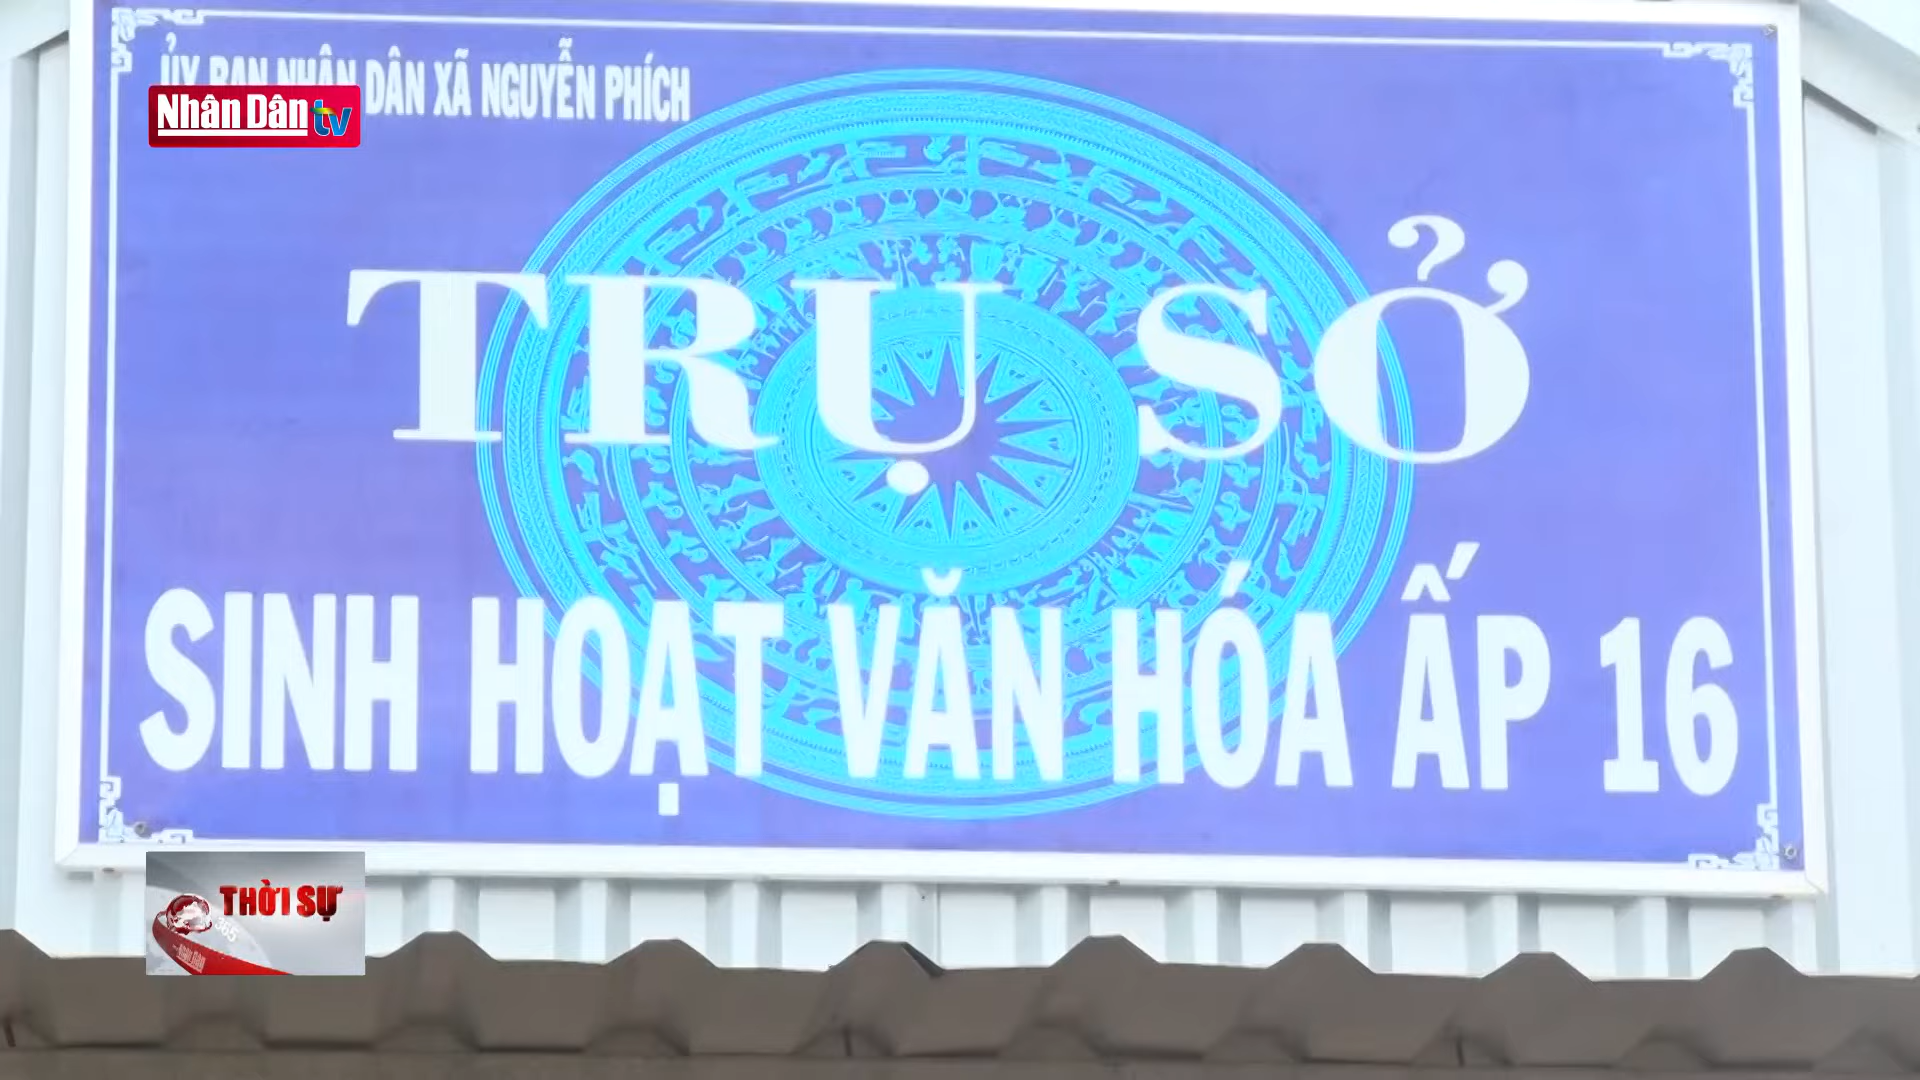 ỦY BAN NHÂN DÂN XÃ NGUYỄN PHÍCH
Nhân Dân tv
TRỤ SỞ
SINH HOẠT VĂN HÓA ẤP 16
THỜI SỰ
365